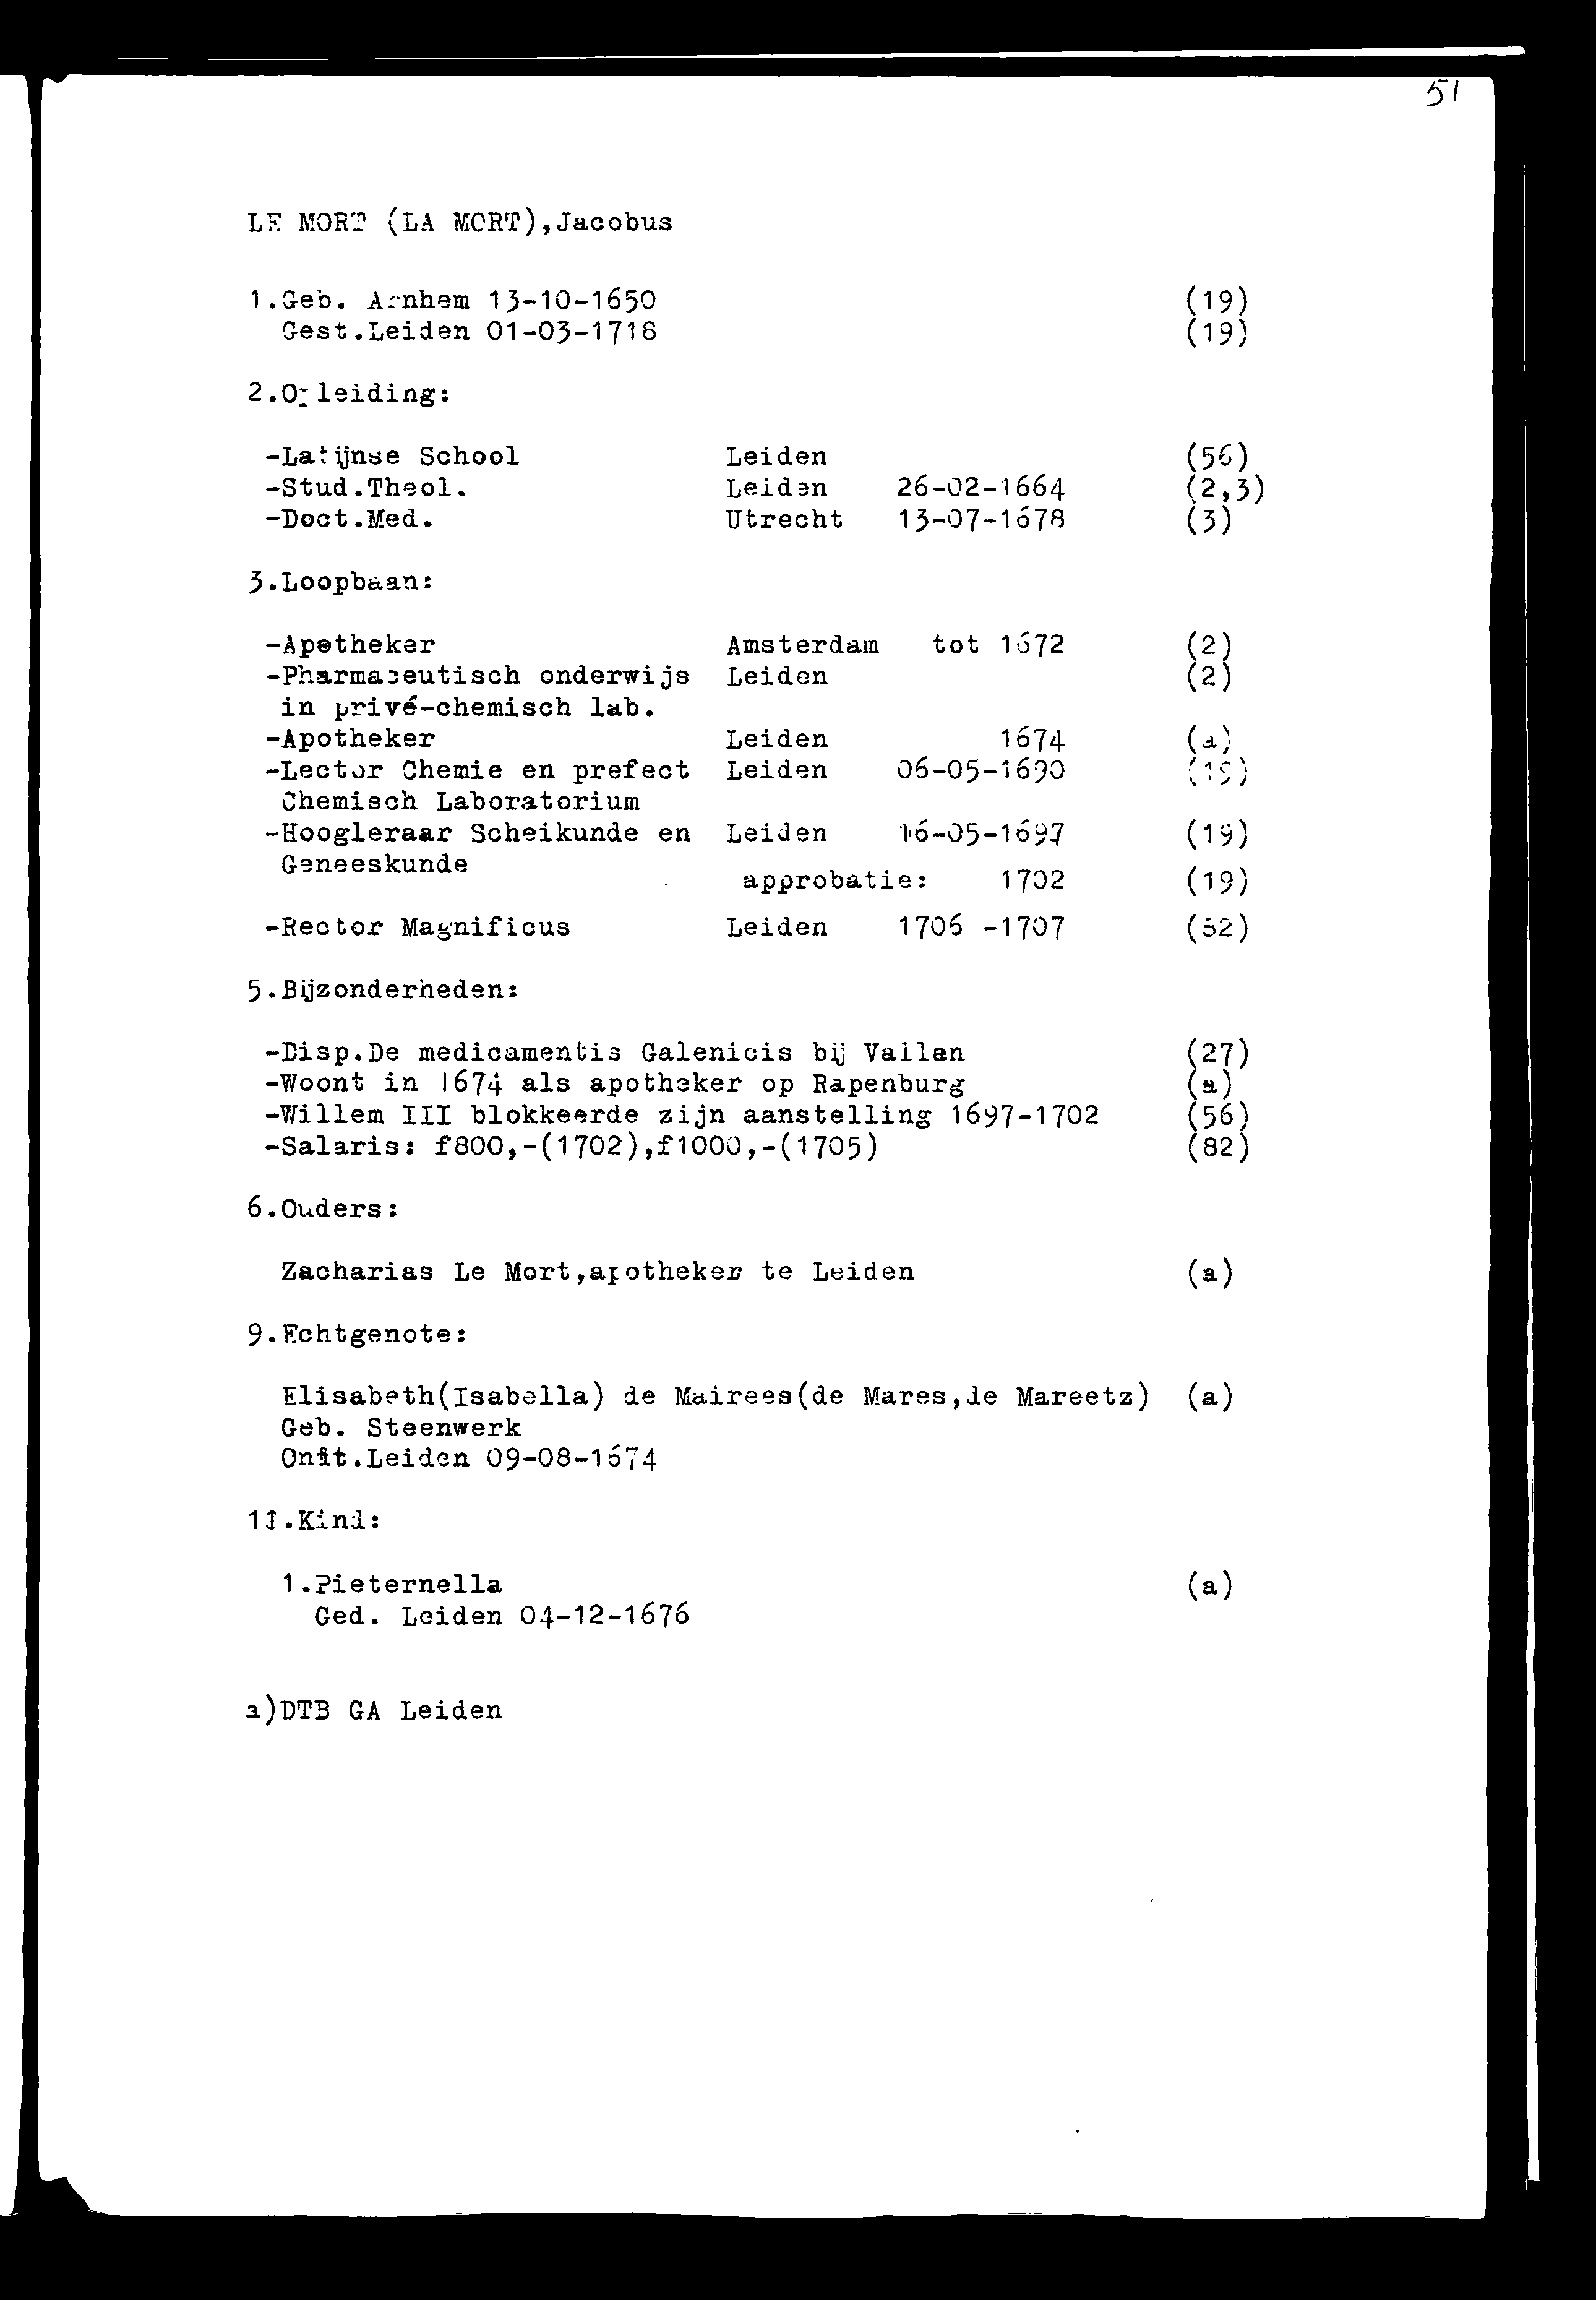 51
LE MORT (LA MORT),Jacobus
1.Geb. Arnhem 13-10-1650 (19)
Gest.Leiden 01-03-1718 (19)
2.Opleiding:
-Latijnse School Leiden (56)
-Stud.Theol. Leiden 26-02-1664 (2,3)
-Doct.Med. Utrecht 13-07-1678 (3)
3.Loopbaan:
-Apotheker Amsterdam tot 1672 (2)
-Pharmaceutisch onderwijs Leiden (2)
in privé-chemisch lab.
-Apotheker Leiden 1674 (a)
-Lector Chemie en prefect Leiden 06-05-1690 (19)
Chemisch Laboratorium
-Hoogleraar Scheikunde en Leiden 16-05-1697 (19)
Geneeskunde
approbatie: 1702 (19)
-Rector Magnificus Leiden 1706 -1707
5.Bijzonderheden:
-Disp.De medicamentis Galenicis bij Vallan (27)
-Woont in 1674 als apotheker op Rapenburg (a)
-Willem III blokkeerde zijn aanstelling 1697-1702 (56)
-Salaris: f800,-(1702),f1000,-(1705) (82)
6.Ouders:
Zacharias Le Mort,apotheker te Leiden (a)
9.Echtgenote:
Elisabeth(Isabella) de Mairees(de Mares,de Mareetz) (a)
Geb. Steenwerk
Ontt.Leiden 09-08-1674
11.Kind:
1.Pieternella (a)
Ged. Leiden 04-12-1676
a)DTB GA Leiden